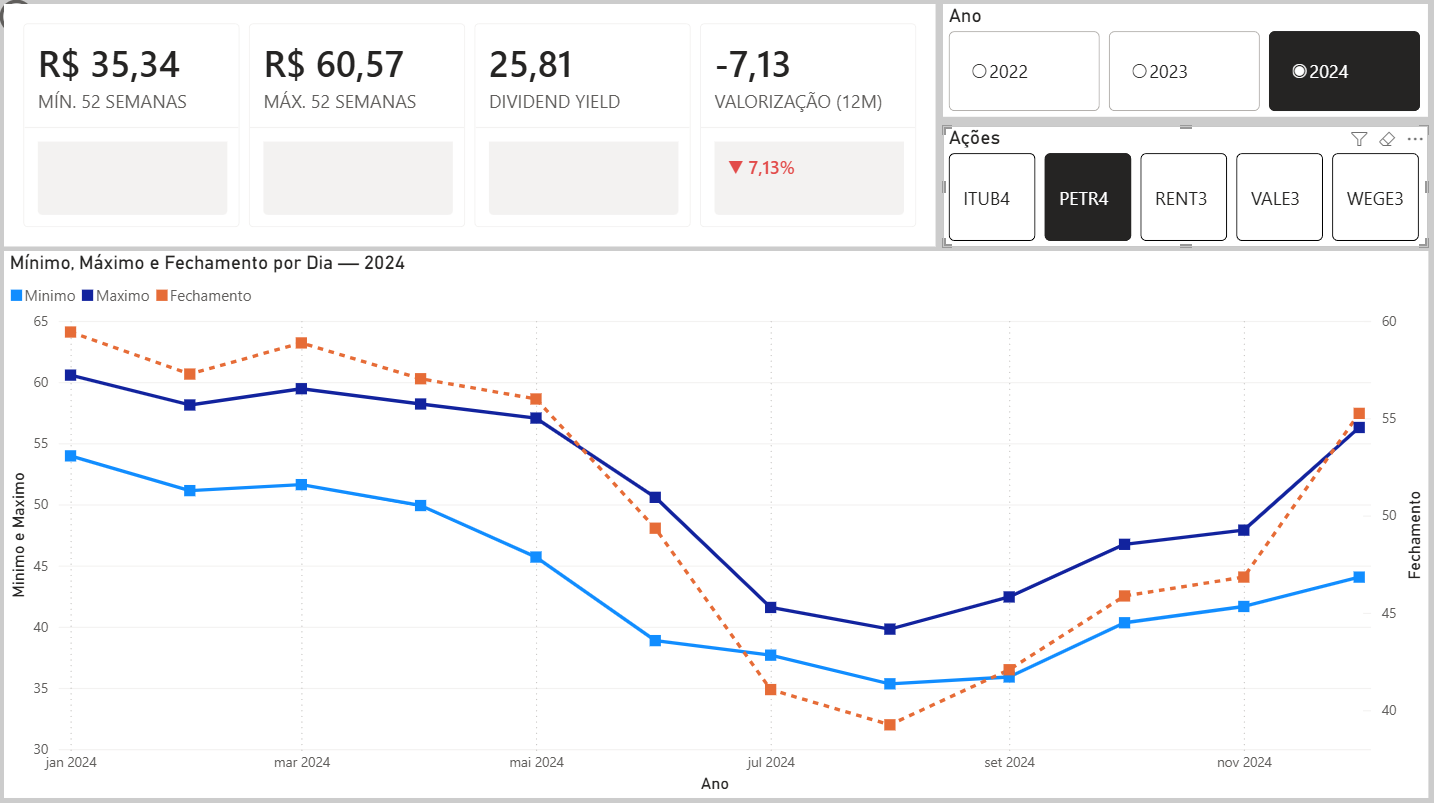 R$ 35,34
MÍN. 52 SEMANAS
R$ 60,57
MÁX. 52 SEMANAS
25,81
DIVIDEND YIELD
-7,13
VALORIZAÇÃO (12M)
▼ 7,13%
Ano
2022
2023
2024
Ações
ITUB4
PETR4
RENT3
VALE3
WEGE3
Mínimo, Máximo e Fechamento por Dia — 2024
Minimo Maximo Fechamento
Minimo e Maximo
65
60
55
50
45
40
35
30
60
55
50
45
40
Fechamento
jan 2024 mar 2024 mai 2024 jul 2024 set 2024 nov 2024
Ano